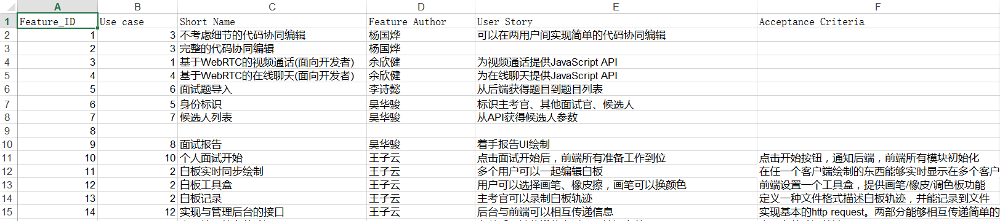 A B C D E F
1 Feature_ID Use case Short Name Feature Author User Story Acceptance Criteria
2 1 3 不考虑细节的代码协同编辑 杨国烨 可以在两用户间实现简单的代码协同编辑
3 2 3 完整的代码协同编辑 杨国烨
4 3 1 基于WebRTC的视频通话(面向开发者) 余欣健 为视频通话提供JavaScript API
5 4 4 基于WebRTC的在线聊天(面向开发者) 余欣健 为在线聊天提供JavaScript API
6 5 6 面试题导入 李诗懿 从后端获得题目到题目列表
7 6 5 身份标识 吴华骏 标识主考官、其他面试官、候选人
8 7 7 候选人列表 吴华骏 从API获得候选人参数
9 8
10 9 8 面试报告 吴华骏 着手报告UI绘制
11 10 10 个人面试开始 王子云 点击面试开始后，前端所有准备工作到位 点击开始按钮，通知后端，前端所有模块初始化
12 11 2 白板实时同步绘制 王子云 多个用户可以一起编辑白板 在任一个客户端绘制的东西能够实时显示在多个客户
13 12 2 白板工具盒 王子云 用户可以选择画笔、橡皮擦，画笔可以换颜色 前端设置一个工具盒，提供画笔/橡皮/调色板功能
14 13 2 白板记录 王子云 主考官可以录制白板轨迹 定义一种文件格式描述白板轨迹，并能记录到文件
15 14 12 实现与管理后台的接口 王子云 后台与前端可以相互传递信息 实现基本的http request。两部分能够相互传递简单的